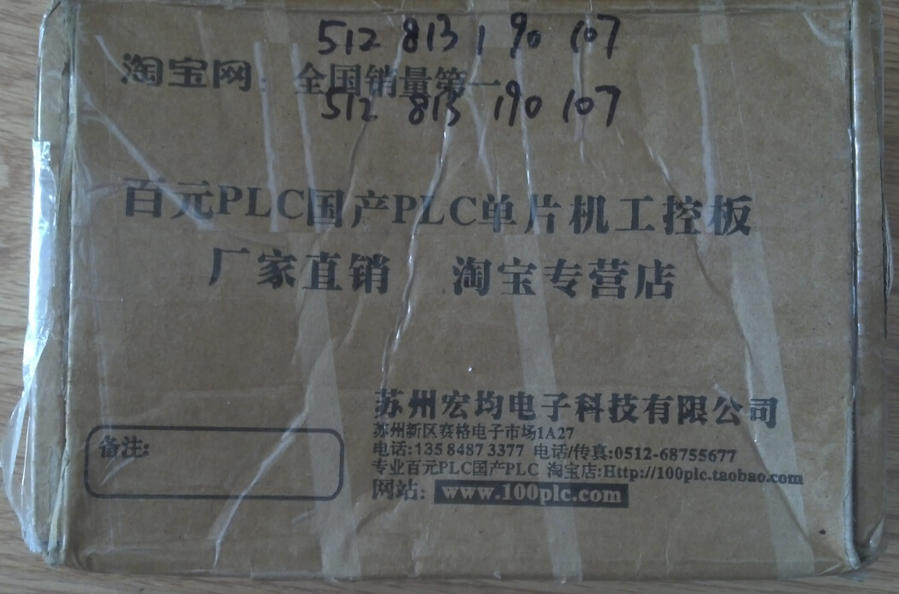 512 813 190 107
淘宝网：全国销量第一
512 813 190 107
百元PLC国产PLC单片机工控板
厂家直销 淘宝专营店
苏州宏均电子科技有限公司
苏州新区赛格电子市场1A27
电话:135 8487 3377 电话/传真:0512-68755677
专业百元PLC国产PLC 淘宝店:Http://100plc.taobao.com
备注:
网站: www.100plc.com